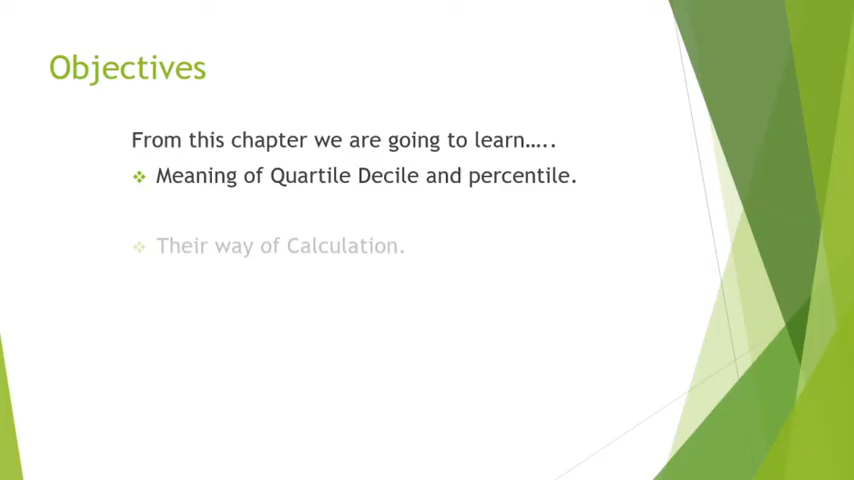 Objectives
From this chapter we are going to learn…..
Meaning of Quartile Decile and percentile.
Their way of Calculation.